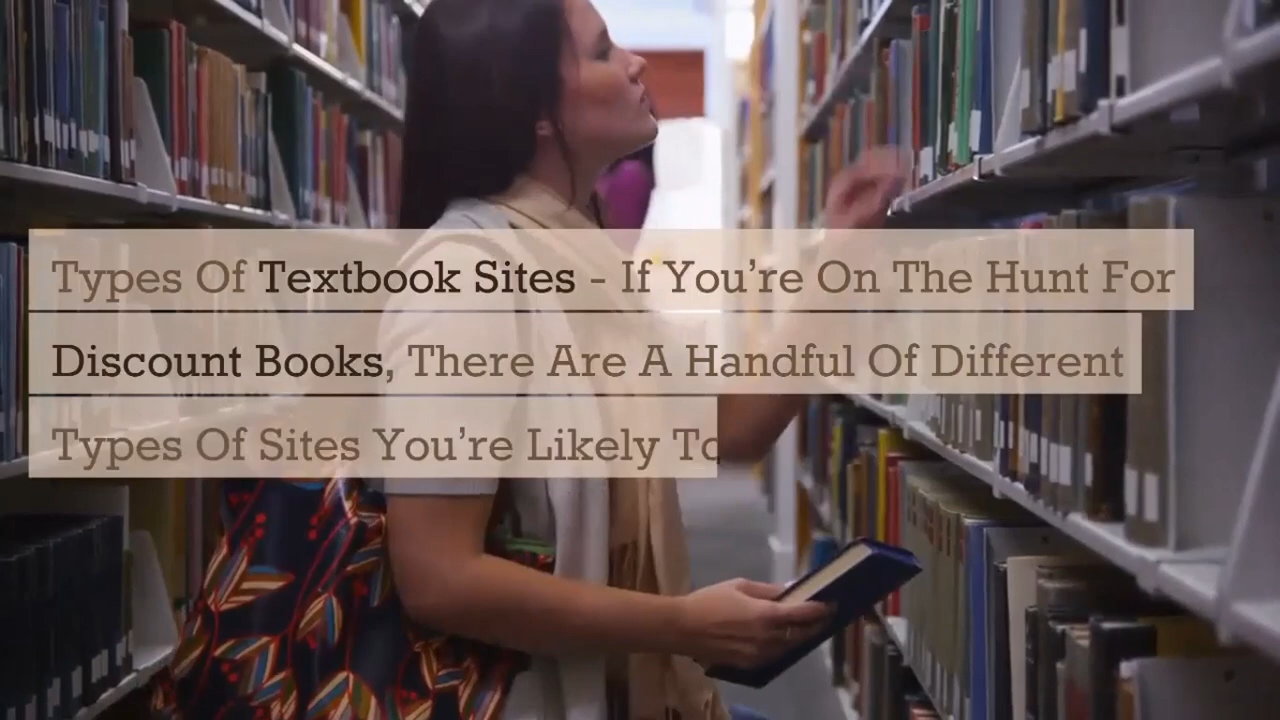 Types Of Textbook Sites - If You're On The Hunt For
Discount Books, There Are A Handful Of Different
Types Of Sites You're Likely To